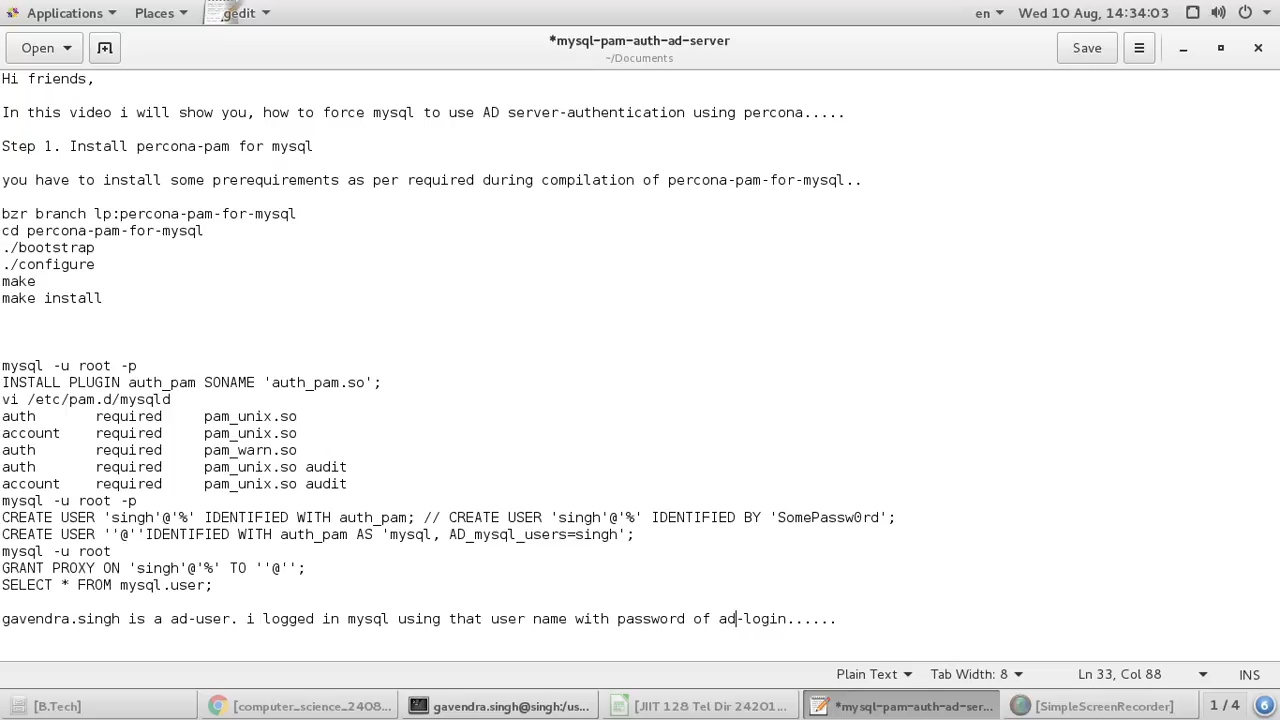 Applications Places gedit en Wed 10 Aug, 14:34:03
Open *mysql-pam-auth-ad-server Save
~/Documents
Hi friends,
In this video i will show you, how to force mysql to use AD server-authentication using percona.....
Step 1. Install percona-pam for mysql
you have to install some prerequirements as per required during compilation of percona-pam-for-mysql..
bzr branch lp:percona-pam-for-mysql
cd percona-pam-for-mysql
./bootstrap
./configure
make
make install
mysql -u root -p
INSTALL PLUGIN auth_pam SONAME 'auth_pam.so';
vi /etc/pam.d/mysqld
auth required pam_unix.so
account required pam_unix.so
auth required pam_warn.so
auth required pam_unix.so audit
account required pam_unix.so audit
mysql -u root -p
CREATE USER 'singh'@'%' IDENTIFIED WITH auth_pam; // CREATE USER 'singh'@'%' IDENTIFIED BY 'SomePassw0rd';
CREATE USER ''@''IDENTIFIED WITH auth_pam AS 'mysql, AD_mysql_users=singh';
mysql -u root
GRANT PROXY ON 'singh'@'%' TO ''@'';
SELECT * FROM mysql.user;
gavendra.singh is a ad-user. i logged in mysql using that user name with password of ad-login......
Plain Text Tab Width: 8 Ln 33, Col 88 INS
[B.Tech] [computer_science_2408... gavendra.singh@singh:/us... [JIIT 128 Tel Dir 24201... *mysql-pam-auth-ad-ser... [SimpleScreenRecorder] 1 / 4 6